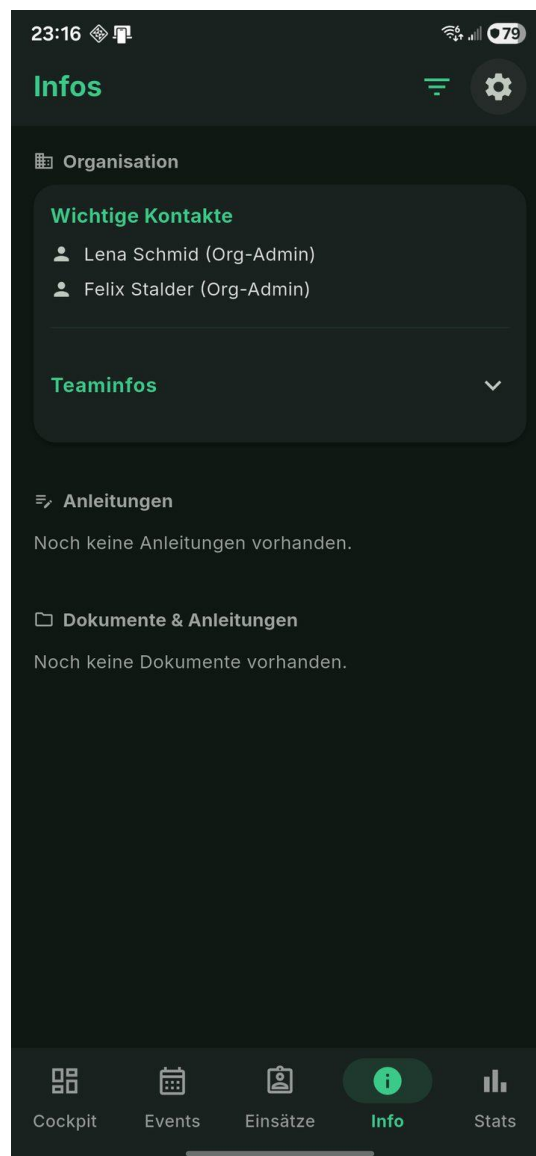 23:16
79
Infos
Organisation
Wichtige Kontakte
Lena Schmid (Org-Admin)
Felix Stalder (Org-Admin)
Teaminfos
Anleitungen
Noch keine Anleitungen vorhanden.
Dokumente & Anleitungen
Noch keine Dokumente vorhanden.
Cockpit
Events
Einsätze
Info
Stats